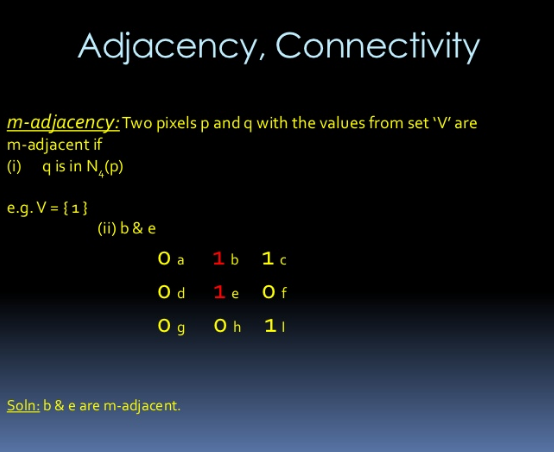 Adjacency, Connectivity
m-adjacency: Two pixels p and q with the values from set ‘V’ are
m-adjacent if
(i) q is in N4(p)
e.g. V = { 1 }
(ii) b & e
0 a 1 b 1 c
0 d 1 e 0 f
0 g 0 h 1 I
Soln: b & e are m-adjacent.